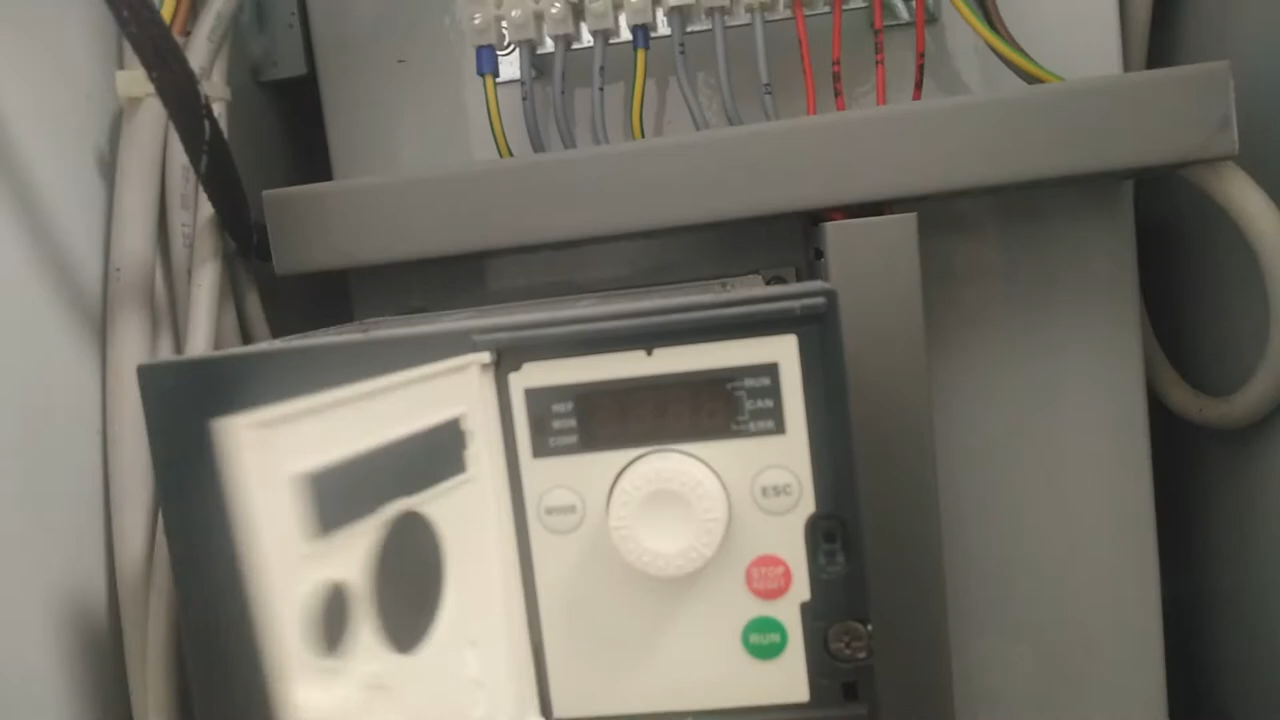 REF
MON
CONF
RUN
CAN
ERR
MODE
ESC
STOP
RESET
RUN